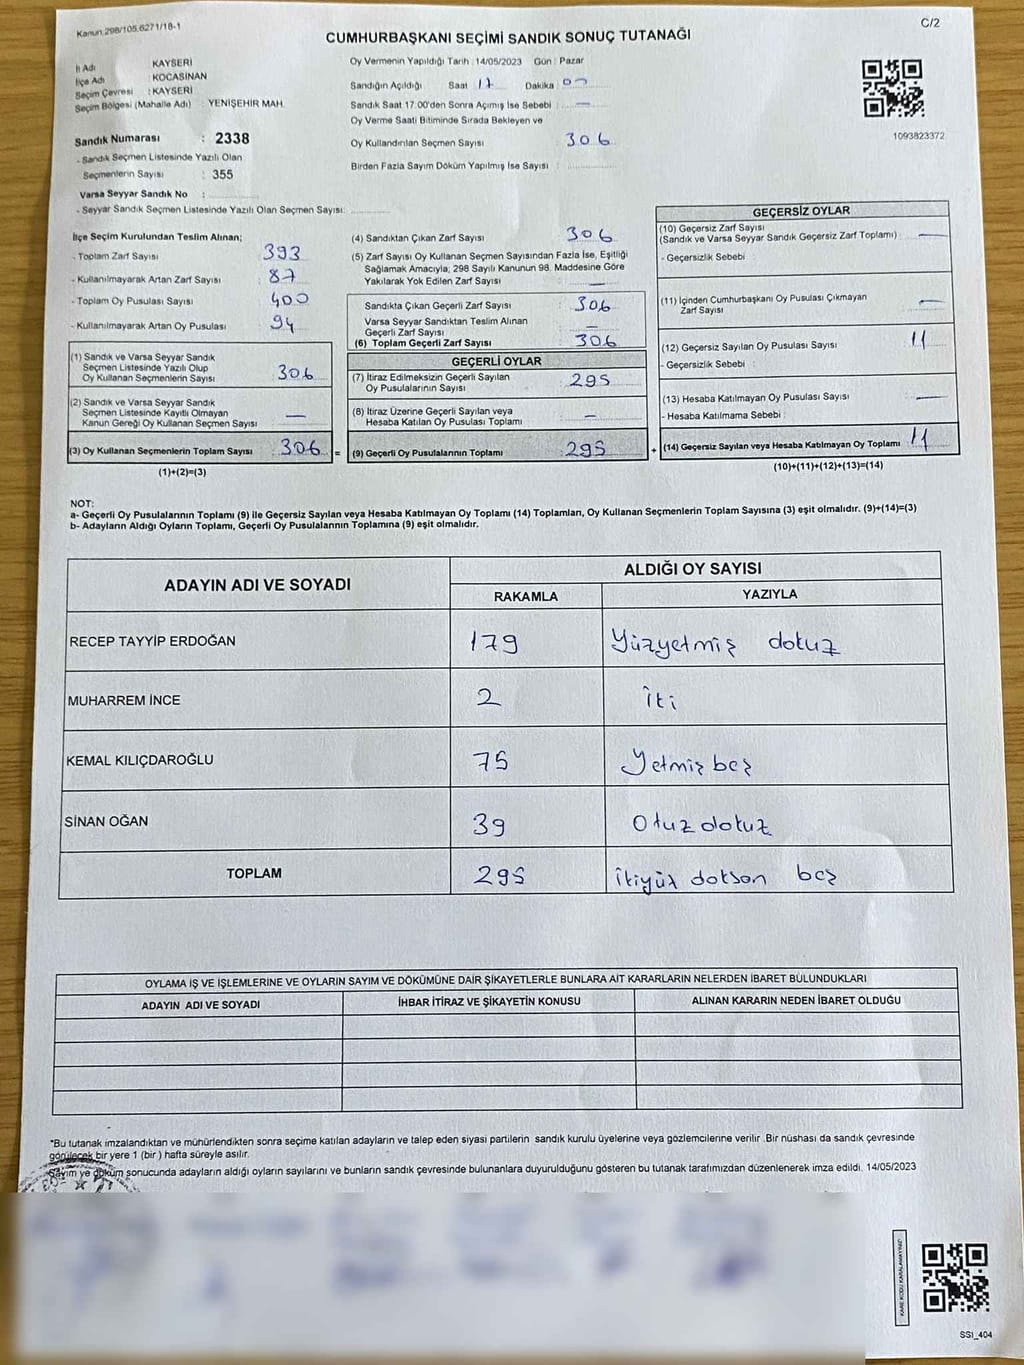 Kanun 298/105.6271/18-1
C/2
CUMHURBAŞKANI SEÇİMİ SANDIK SONUÇ TUTANAĞI
İl Adı KAYSERİ
İlçe Adı KOCASİNAN
Seçim Çevresi : KAYSERİ
Seçim Bölgesi (Mahalle Adı) YENİŞEHİR MAH.
Sandık Numarası : 2338
- Sandık Seçmen Listesinde Yazılı Olan
Seçmenlerin Sayısı : 355
Varsa Seyyar Sandık No :
- Seyyar Sandık Seçmen Listesinde Yazılı Olan Seçmen Sayısı:
Oy Vermenin Yapıldığı Tarih : 14/05/2023 Gün : Pazar
Sandığın Açıldığı Saat 17 Dakika : 00
Sandık Saat 17:00'den Sonra Açımış İse Sebebi : —
Oy Verme Saati Bitiminde Sırada Bekleyen ve
Oy Kullandırılan Seçmen Sayısı : 306
Birden Fazla Sayım Döküm Yapılmış İse Sayısı :
1093823372
İlçe Seçim Kurulundan Teslim Alınan;
- Toplam Zarf Sayısı : 393
- Kullanılmayarak Artan Zarf Sayısı : 87
- Toplam Oy Pusulası Sayısı : 400
- Kullanılmayarak Artan Oy Pusulası : 94
(1) Sandık ve Varsa Seyyar Sandık
Seçmen Listesinde Yazılı Olup
Oy Kullanan Seçmenlerin Sayısı : 306
(2) Sandık ve Varsa Seyyar Sandık
Seçmen Listesinde Kayıtlı Olmayan
Kanun Gereği Oy Kullanan Seçmen Sayısı : —
(3) Oy Kullanan Seçmenlerin Toplam Sayısı : 306 =
(1)+(2)=(3)
(4) Sandıktan Çıkan Zarf Sayısı : 306
(5) Zarf Sayısı Oy Kullanan Seçmen Sayısından Fazla İse, Eşitliği
Sağlamak Amacıyla; 298 Sayılı Kanunun 98. Maddesine Göre
Yakılarak Yok Edilen Zarf Sayısı : —
Sandıkta Çıkan Geçerli Zarf Sayısı : 306
Varsa Seyyar Sandıktan Teslim Alınan
Geçerli Zarf Sayısı : —
(6) Toplam Geçerli Zarf Sayısı : 306
GEÇERLİ OYLAR
(7) İtiraz Edilmeksizin Geçerli Sayılan
Oy Pusulalarının Sayısı : 295
(8) İtiraz Üzerine Geçerli Sayılan veya
Hesaba Katılan Oy Pusulası Toplamı : —
(9) Geçerli Oy Pusulalarının Toplamı : 295 +
GEÇERSİZ OYLAR
(10) Geçersiz Zarf Sayısı
(Sandık ve Varsa Seyyar Sandık Geçersiz Zarf Toplamı) : —
- Geçersizlik Sebebi
(11) İçinden Cumhurbaşkanı Oy Pusulası Çıkmayan
Zarf Sayısı : —
(12) Geçersiz Sayılan Oy Pusulası Sayısı : 11
- Geçersizlik Sebebi :
(13) Hesaba Katılmayan Oy Pusulası Sayısı : —
- Hesaba Katılmama Sebebi :
(14) Geçersiz Sayılan veya Hesaba Katılmayan Oy Toplamı : 11
(10)+(11)+(12)+(13)=(14)
NOT:
a- Geçerli Oy Pusulalarının Toplamı (9) ile Geçersiz Sayılan veya Hesaba Katılmayan Oy Toplamı (14) Toplamları, Oy Kullanan Seçmenlerin Toplam Sayısına (3) eşit olmalıdır. (9)+(14)=(3)
b- Adayların Aldığı Oyların Toplamı, Geçerli Oy Pusulalarının Toplamına (9) eşit olmalıdır.
ADAYIN ADI VE SOYADI
ALDIĞI OY SAYISI
RAKAMLA YAZIYLA
RECEP TAYYİP ERDOĞAN 179 Yüzyetmiş dokuz
MUHARREM İNCE 2 İki
KEMAL KILIÇDAROĞLU 75 Yetmiş beş
SİNAN OĞAN 39 Otuz dokuz
TOPLAM 295 İkiyüz doksan beş
OYLAMA İŞ VE İŞLEMLERİNE VE OYLARIN SAYIM VE DÖKÜMÜNE DAİR ŞİKAYETLERLE BUNLARA AİT KARARLARIN NELERDEN İBARET BULUNDUKLARI
ADAYIN ADI VE SOYADI İHBAR İTİRAZ VE ŞİKAYETİN KONUSU ALINAN KARARIN NEDEN İBARET OLDUĞU
*Bu tutanak imzalandıktan ve mühürlendikten sonra seçime katılan adayların ve talep eden siyasi partilerin sandık kurulu üyelerine veya gözlemcilerine verilir .Bir nüshası da sandık çevresinde
görülecek bir yere 1 (bir ) hafta süreyle asılır.
Sayım ve döküm sonucunda adayların aldığı oyların sayılarını ve bunların sandık çevresinde bulunanlara duyurulduğunu gösteren bu tutanak tarafımızdan düzenlenerek imza edildi. 14/05/2023
KARE KODU KARALAMAYINIZ!
SSI_404